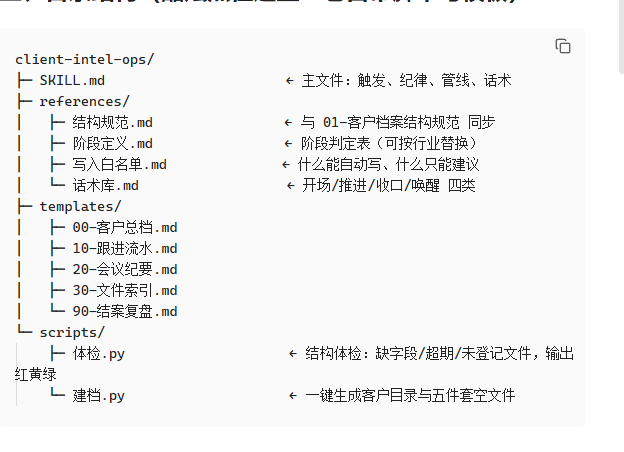 client-intel-ops/
├─ SKILL.md ← 主文件：触发、纪律、管线、话术
├─ references/
│ ├─ 结构规范.md ← 与 01-客户档案结构规范 同步
│ ├─ 阶段定义.md ← 阶段判定表（可按行业替换）
│ ├─ 写入白名单.md ← 什么能自动写、什么只能建议
│ └─ 话术库.md ← 开场/推进/收口/唤醒 四类
├─ templates/
│ ├─ 00-客户总档.md
│ ├─ 10-跟进流水.md
│ ├─ 20-会议纪要.md
│ ├─ 30-文件索引.md
│ └─ 90-结案复盘.md
└─ scripts/
├─ 体检.py ← 结构体检：缺字段/超期/未登记文件，输出
红黄绿
└─ 建档.py ← 一键生成客户目录与五件套空文件